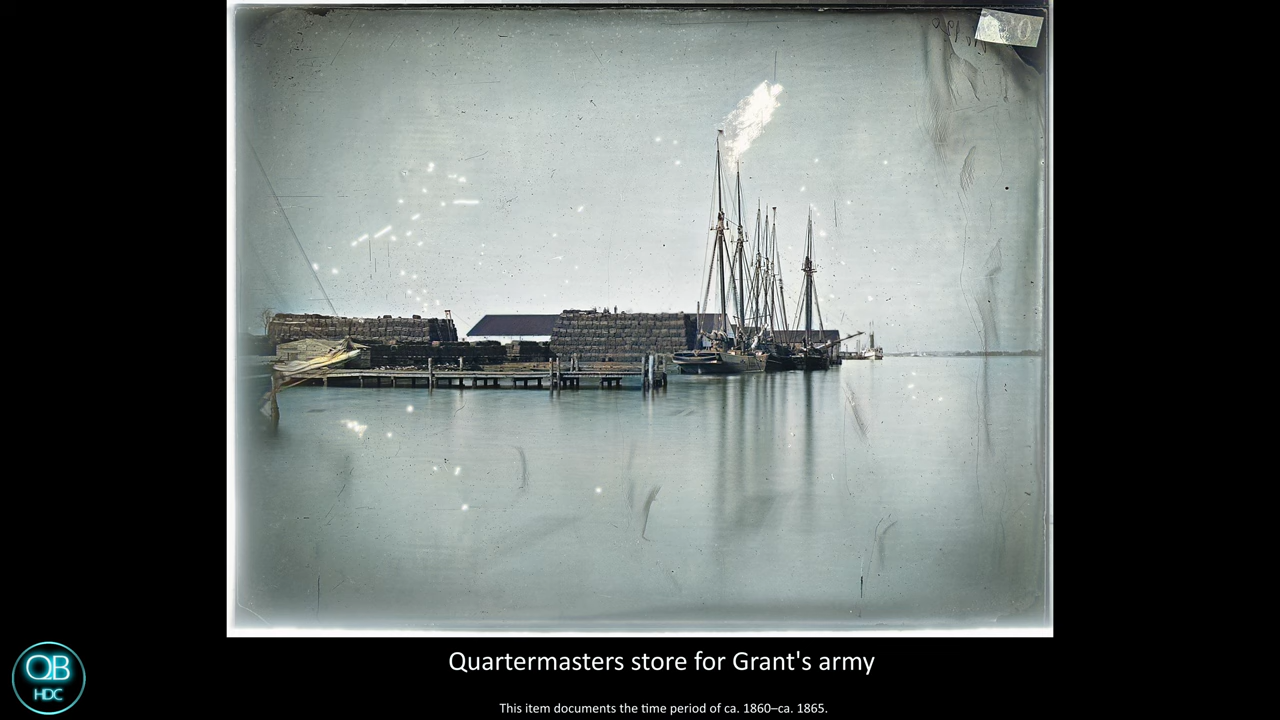 QB
HDC
Quartermasters store for Grant's army
This item documents the time period of ca. 1860–ca. 1865.